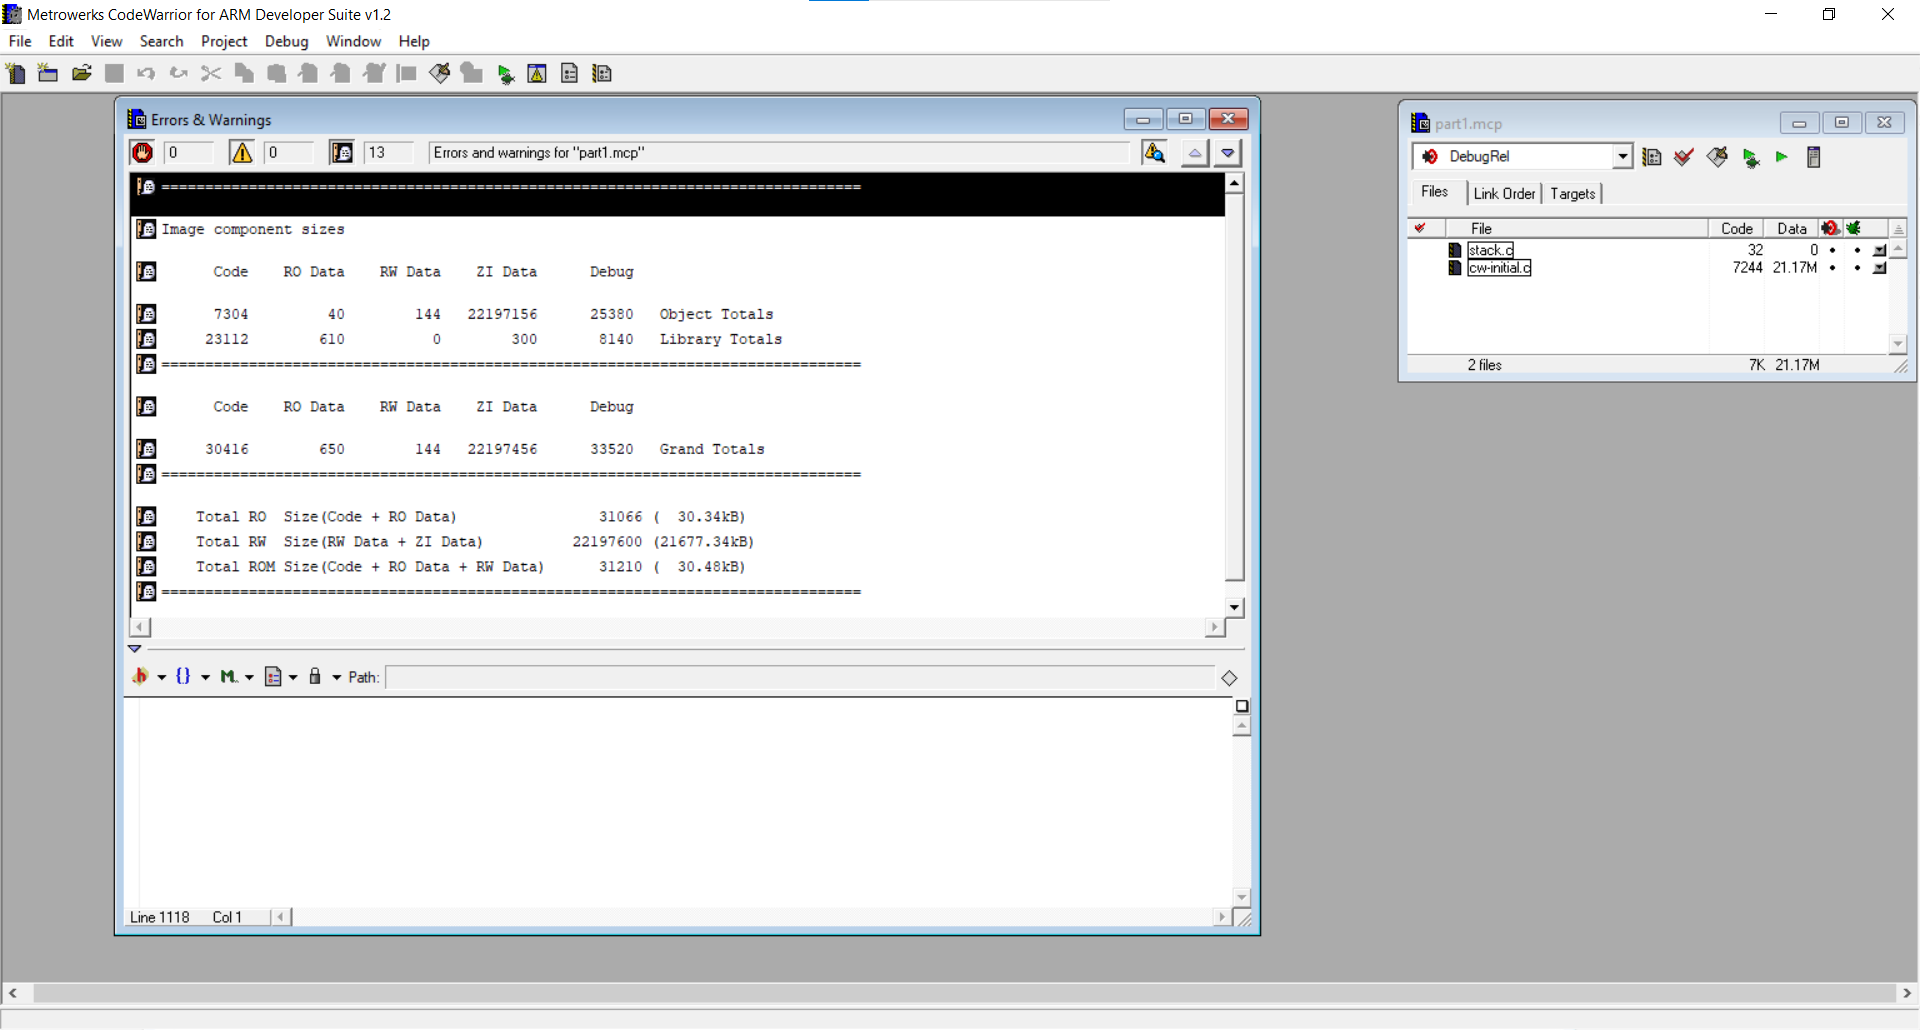 Metrowerks CodeWarrior for ARM Developer Suite v1.2
File Edit View Search Project Debug Window Help
Errors & Warnings
0 0 13 Errors and warnings for "part1.mcp"
================================================================================
Image component sizes
Code RO Data RW Data ZI Data Debug
7304 40 144 22197156 25380 Object Totals
23112 610 0 300 8140 Library Totals
================================================================================
Code RO Data RW Data ZI Data Debug
30416 650 144 22197456 33520 Grand Totals
================================================================================
Total RO Size(Code + RO Data) 31066 ( 30.34kB)
Total RW Size(RW Data + ZI Data) 22197600 (21677.34kB)
Total ROM Size(Code + RO Data + RW Data) 31210 ( 30.48kB)
================================================================================
Path:
Line 1118 Col 1
part1.mcp
DebugRel
Files Link Order Targets
File Code Data
stack.c 32 0
cw-initial.c 7244 21.17M
2 files 7K 21.17M